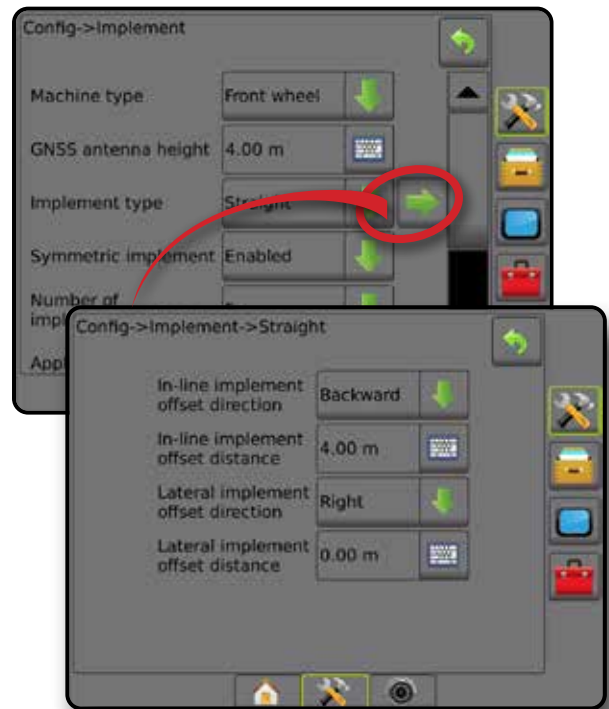 Config->Implement
Machine type Front wheel
GNSS antenna height 4.00 m
Implement type Straight
Symmetric implement Enabled
Number of
Config->Implement->Straight
In-line implement
offset direction Backward
In-line implement
offset distance 4.00 m
Lateral implement
offset direction Right
Lateral implement
offset distance 0.00 m